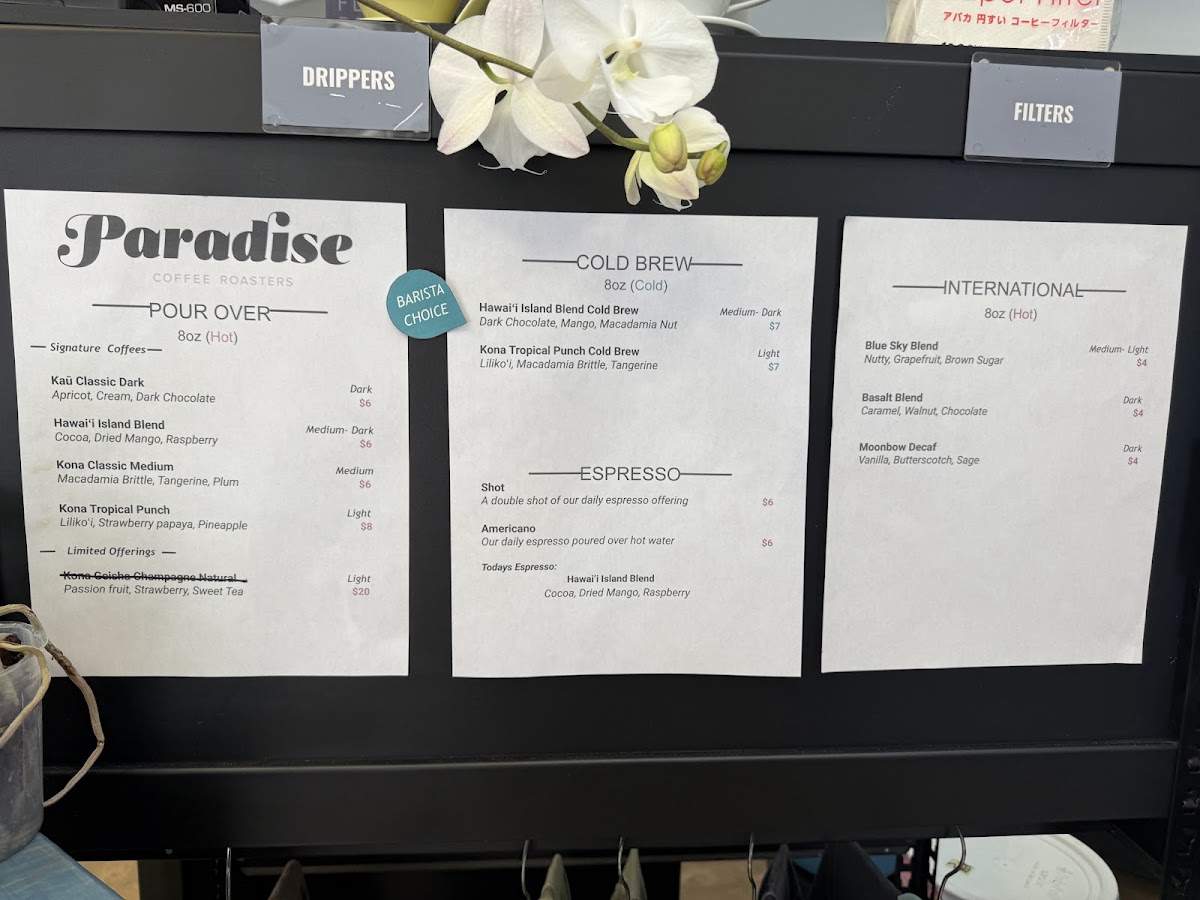 MS-600
アバカ 円すい コーヒーフィルター
DRIPPERS
FILTERS
Paradise
COFFEE ROASTERS
POUR OVER
8oz (Hot)
Signature Coffees
Kaū Classic Dark
Apricot, Cream, Dark Chocolate
Dark
$6
Hawaiʻi Island Blend
Cocoa, Dried Mango, Raspberry
Medium- Dark
$6
Kona Classic Medium
Macadamia Brittle, Tangerine, Plum
Medium
$6
Kona Tropical Punch
Liliko'i, Strawberry papaya, Pineapple
Light
$8
Limited Offerings
Kona Geisha Champagne Natural
Passion fruit, Strawberry, Sweet Tea
Light
$20
BARISTA
CHOICE
COLD BREW
8oz (Cold)
Hawaiʻi Island Blend Cold Brew
Dark Chocolate, Mango, Macadamia Nut
Medium- Dark
$7
Kona Tropical Punch Cold Brew
Liliko'i, Macadamia Brittle, Tangerine
Light
$7
ESPRESSO
Shot
A double shot of our daily espresso offering
$6
Americano
Our daily espresso poured over hot water
$6
Todays Espresso:
Hawai'i Island Blend
Cocoa, Dried Mango, Raspberry
INTERNATIONAL
8oz (Hot)
Blue Sky Blend
Nutty, Grapefruit, Brown Sugar
Medium- Light
$4
Basalt Blend
Caramel, Walnut, Chocolate
Dark
$4
Moonbow Decaf
Vanilla, Butterscotch, Sage
Dark
$4